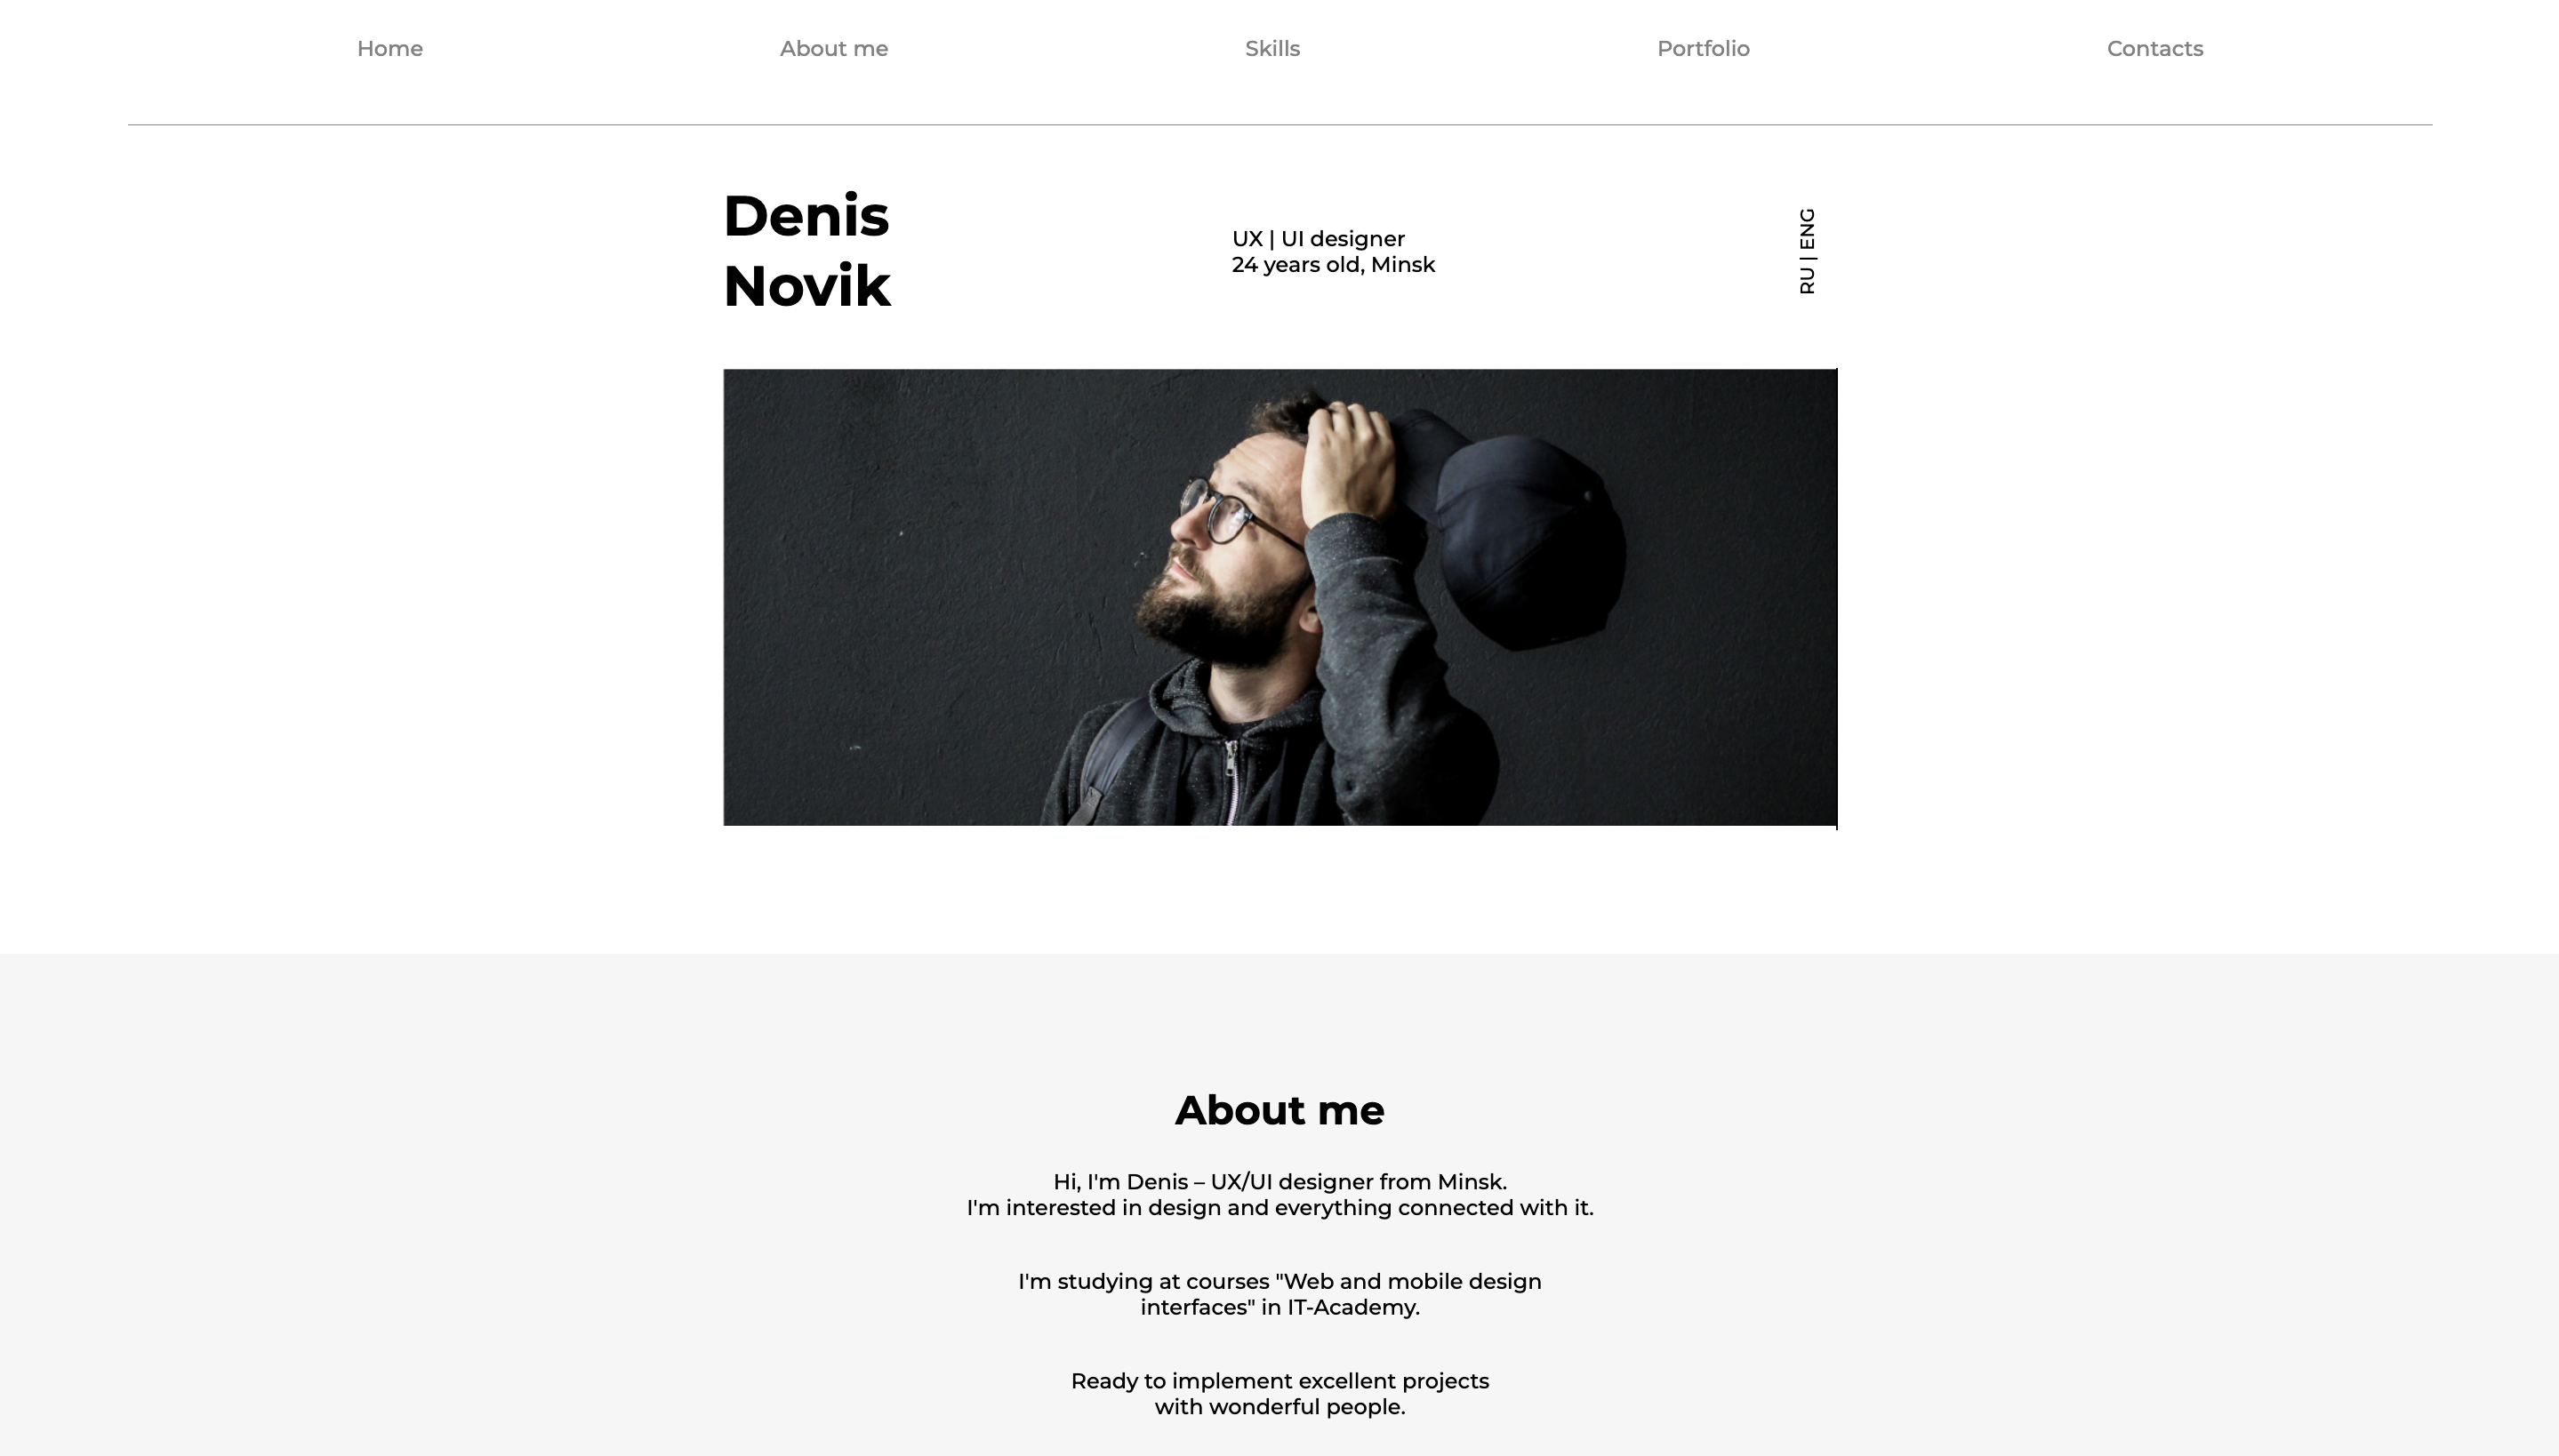 Home
About me
Skills
Portfolio
Contacts
Denis
Novik
UX | UI designer
24 years old, Minsk
RU | ENG
About me
Hi, I'm Denis – UX/UI designer from Minsk.
I'm interested in design and everything connected with it.
I'm studying at courses "Web and mobile design
interfaces" in IT-Academy.
Ready to implement excellent projects
with wonderful people.